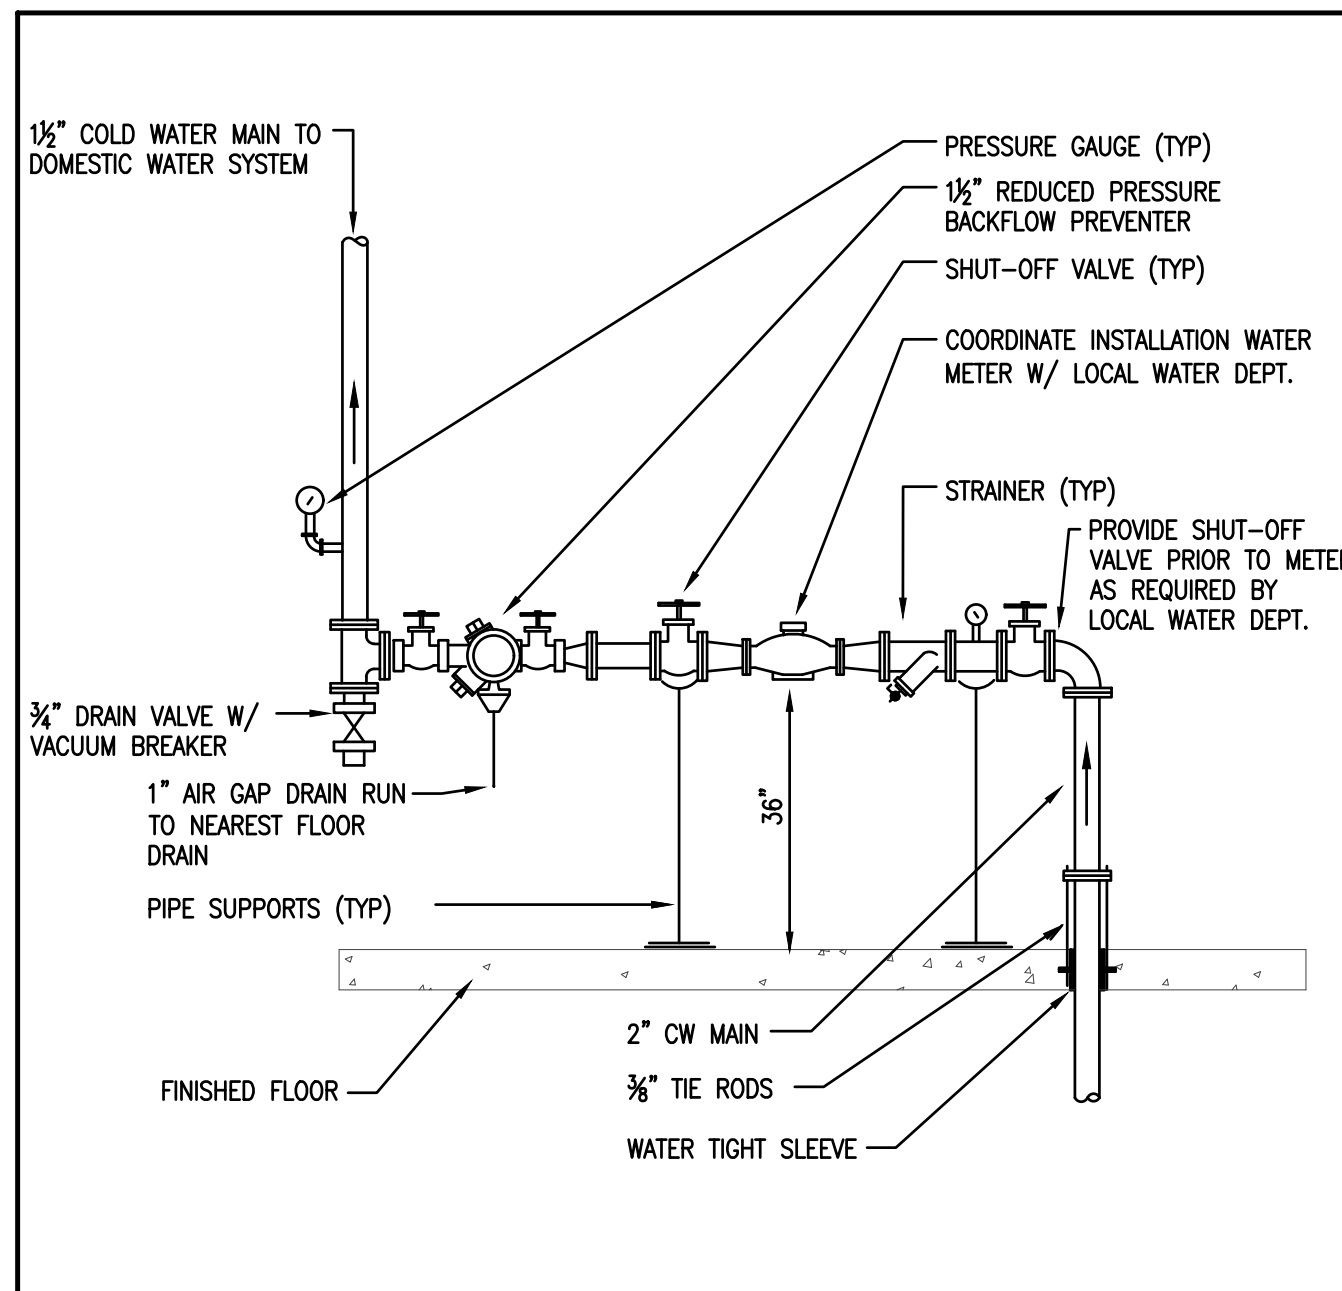 1½" COLD WATER MAIN TO
DOMESTIC WATER SYSTEM
PRESSURE GAUGE (TYP)
1½" REDUCED PRESSURE
BACKFLOW PREVENTER
SHUT-OFF VALVE (TYP)
COORDINATE INSTALLATION WATER
METER W/ LOCAL WATER DEPT.
STRAINER (TYP)
PROVIDE SHUT-OFF
VALVE PRIOR TO METER
AS REQUIRED BY
LOCAL WATER DEPT.
¾" DRAIN VALVE W/
VACUUM BREAKER
1" AIR GAP DRAIN RUN
TO NEAREST FLOOR
DRAIN
36"
PIPE SUPPORTS (TYP)
2" CW MAIN
FINISHED FLOOR
⅜" TIE RODS
WATER TIGHT SLEEVE